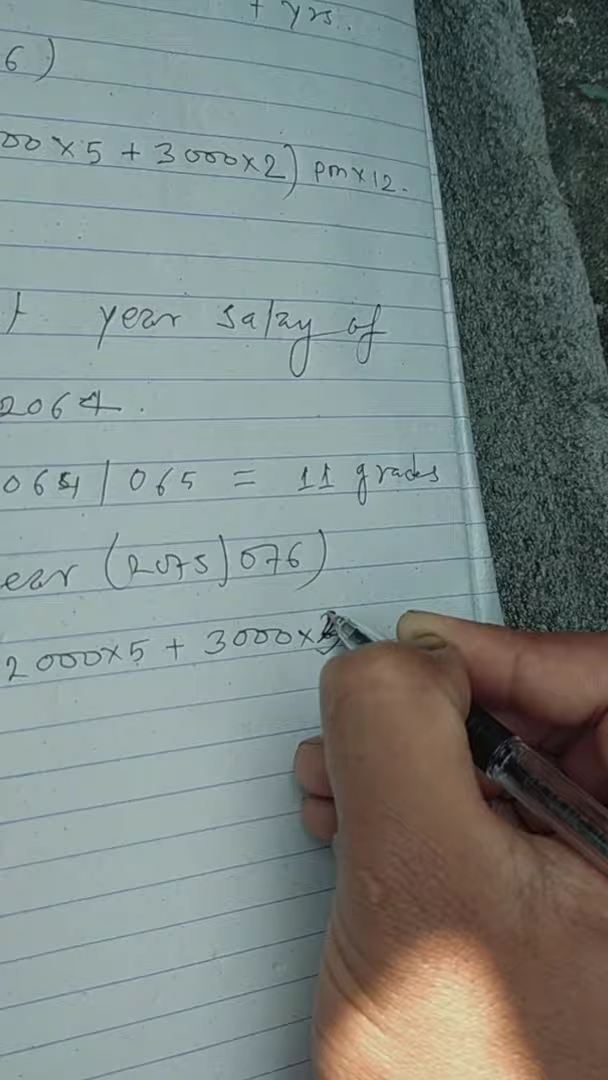 + yrs..
6)
00×5 + 3000×2) pm×12.
year salary of
2064.
064/065 = 11 grades
ear (2075/076)
2000×5 + 3000×